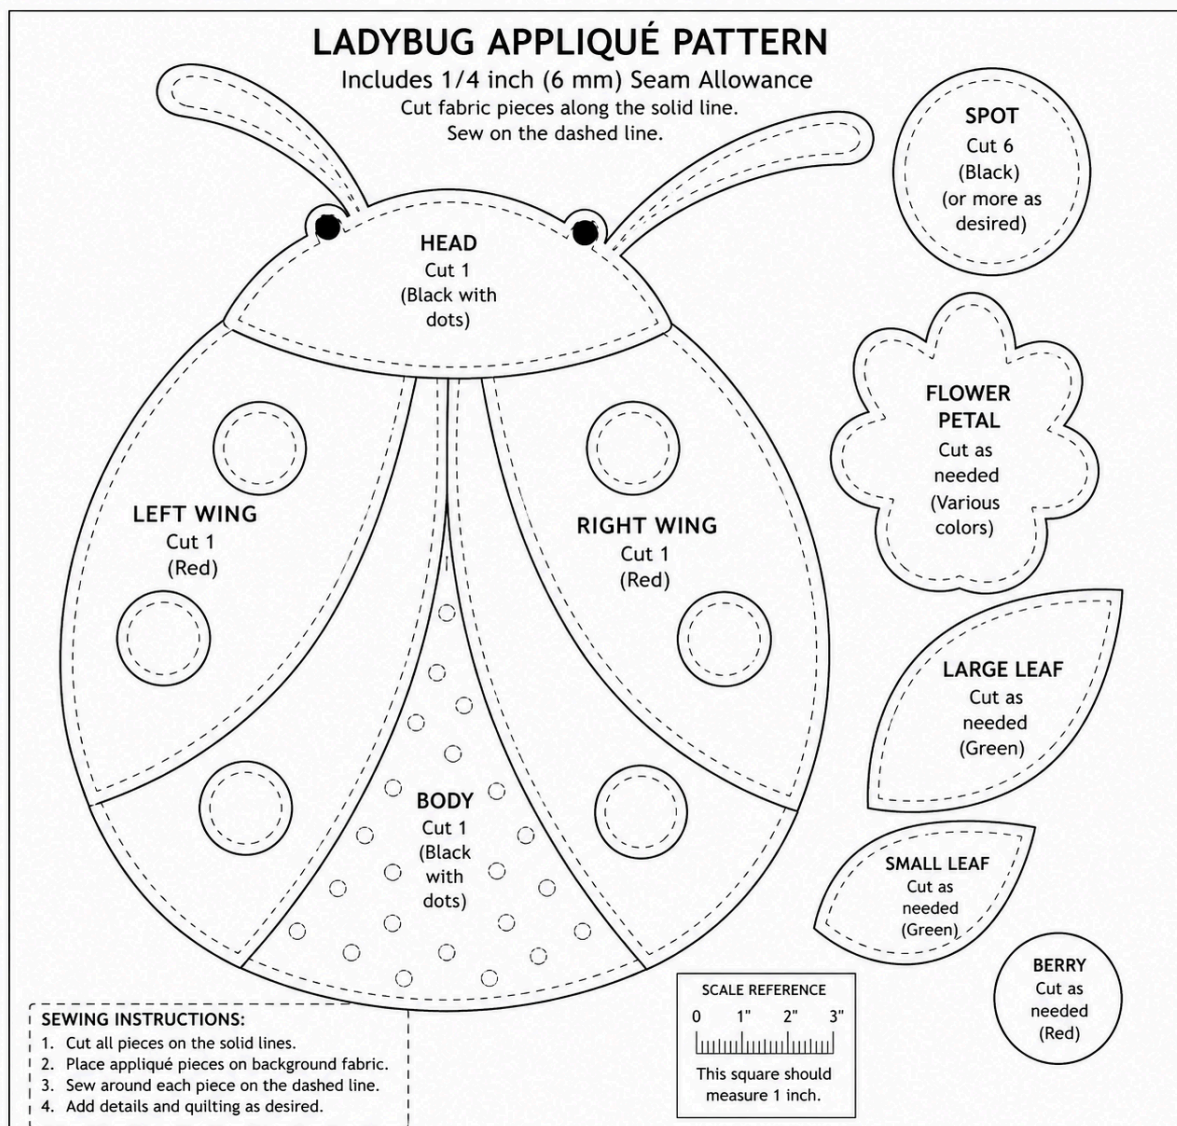 LADYBUG APPLIQUÉ PATTERN
Includes 1/4 inch (6 mm) Seam Allowance
Cut fabric pieces along the solid line.
Sew on the dashed line.
SPOT
Cut 6
(Black)
(or more as
desired)
HEAD
Cut 1
(Black with
dots)
FLOWER
PETAL
Cut as
needed
(Various
colors)
LEFT WING
Cut 1
(Red)
RIGHT WING
Cut 1
(Red)
LARGE LEAF
Cut as
needed
(Green)
BODY
Cut 1
(Black
with
dots)
SMALL LEAF
Cut as
needed
(Green)
BERRY
Cut as
needed
(Red)
SCALE REFERENCE
0 1" 2" 3"
This square should
measure 1 inch.
SEWING INSTRUCTIONS:
1. Cut all pieces on the solid lines.
2. Place appliqué pieces on background fabric.
3. Sew around each piece on the dashed line.
4. Add details and quilting as desired.